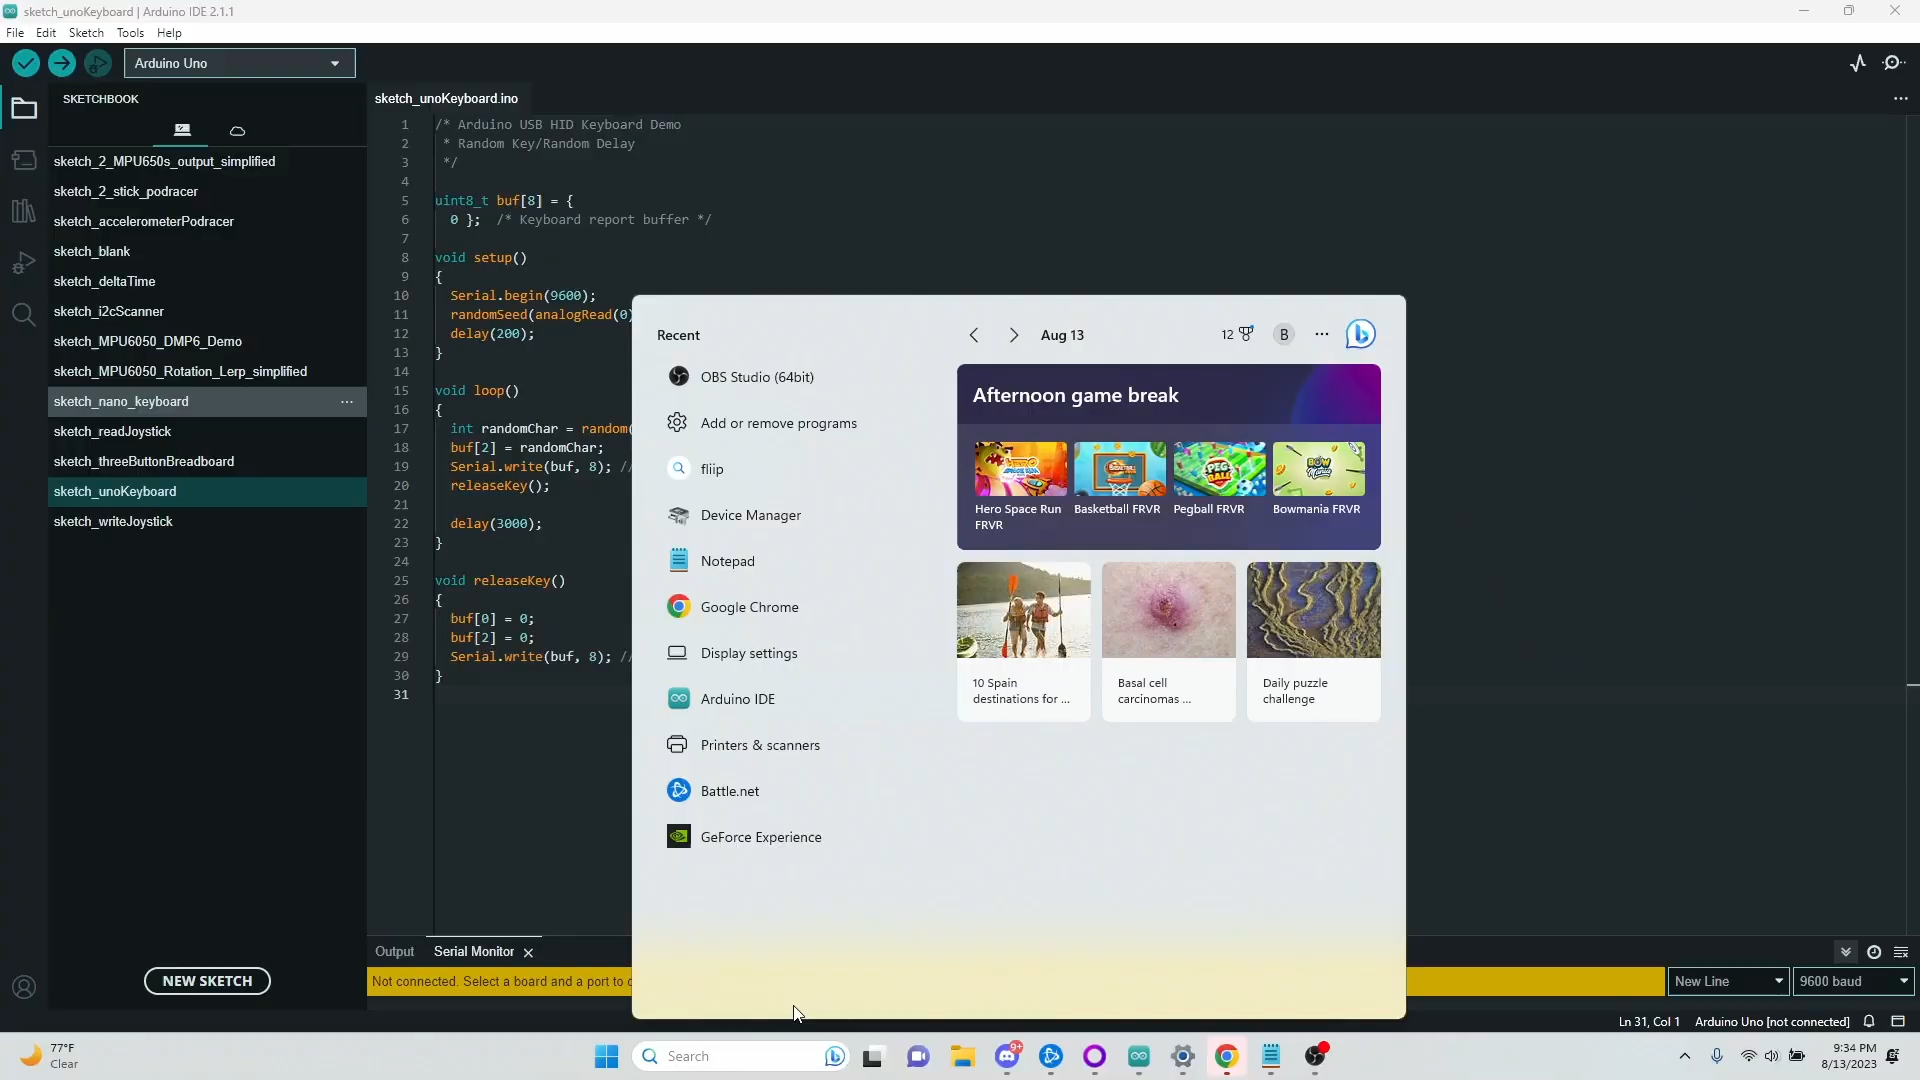 sketch_unoKeyboard | Arduino IDE 2.1.1
File Edit Sketch Tools Help
Arduino Uno
SKETCHBOOK
sketch_2_MPU650s_output_simplified
sketch_2_stick_podracer
sketch_accelerometerPodracer
sketch_blank
sketch_deltaTime
sketch_i2cScanner
sketch_MPU6050_DMP6_Demo
sketch_MPU6050_Rotation_Lerp_simplified
sketch_nano_keyboard
sketch_readJoystick
sketch_threeButtonBreadboard
sketch_unoKeyboard
sketch_writeJoystick
NEW SKETCH
sketch_unoKeyboard.ino
1 /* Arduino USB HID Keyboard Demo
2 * Random Key/Random Delay
3 */
4
5 uint8_t buf[8] = {
6 0 }; /* Keyboard report buffer */
7
8 void setup()
9 {
10 Serial.begin(9600);
11 randomSeed(analogRead(0)
12 delay(200);
13 }
14
15 void loop()
16 {
17 int randomChar = random(
18 buf[2] = randomChar;
19 Serial.write(buf, 8); //
20 releaseKey();
21
22 delay(3000);
23 }
24
25 void releaseKey()
26 {
27 buf[0] = 0;
28 buf[2] = 0;
29 Serial.write(buf, 8); //
30 }
31
Recent
OBS Studio (64bit)
Add or remove programs
fliip
Device Manager
Notepad
Google Chrome
Display settings
Arduino IDE
Printers & scanners
Battle.net
GeForce Experience
Aug 13
12
B
Afternoon game break
Hero Space Run
FRVR
Basketball FRVR
Pegball FRVR
Bowmania FRVR
10 Spain
destinations for ...
Basal cell
carcinomas ...
Daily puzzle
challenge
Output Serial Monitor
Not connected. Select a board and a port to c
New Line
9600 baud
Ln 31, Col 1 Arduino Uno [not connected]
77°F
Clear
Search
9+
9:34 PM
8/13/2023